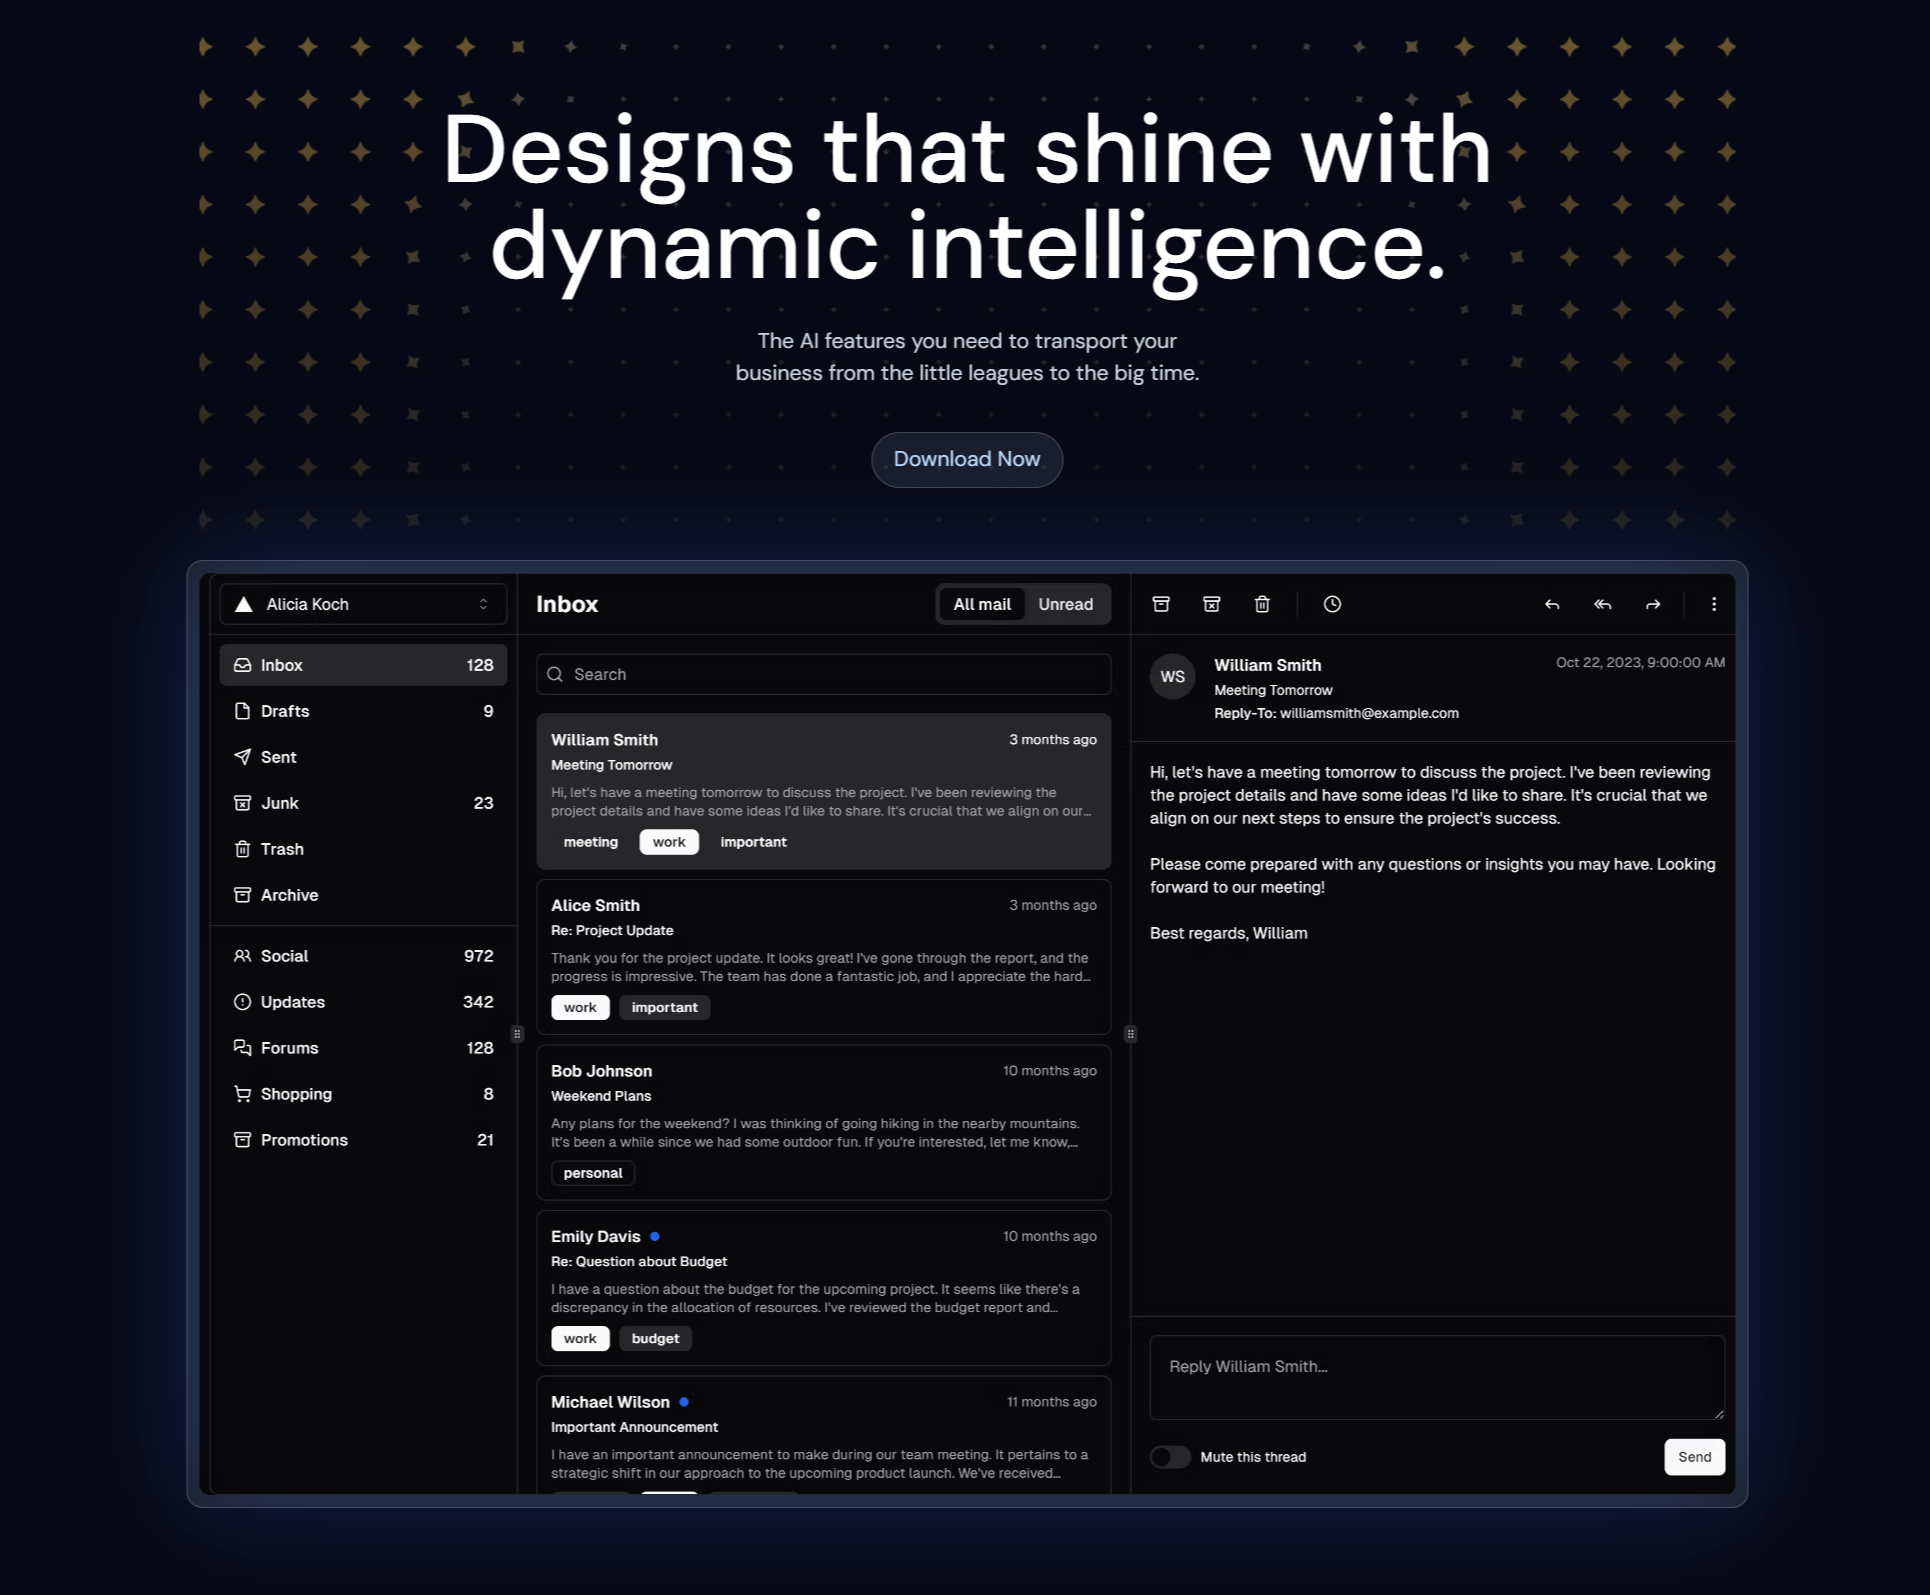 Designs that shine with
dynamic intelligence.
The AI features you need to transport your
business from the little leagues to the big time.
Download Now
Alicia Koch
Inbox 128
Drafts 9
Sent
Junk 23
Trash
Archive
Social 972
Updates 342
Forums 128
Shopping 8
Promotions 21
Inbox
All mail Unread
Search
William Smith 3 months ago
Meeting Tomorrow
Hi, let's have a meeting tomorrow to discuss the project. I've been reviewing the
project details and have some ideas I'd like to share. It's crucial that we align on our...
meeting work important
Alice Smith 3 months ago
Re: Project Update
Thank you for the project update. It looks great! I've gone through the report, and the
progress is impressive. The team has done a fantastic job, and I appreciate the hard...
work important
Bob Johnson 10 months ago
Weekend Plans
Any plans for the weekend? I was thinking of going hiking in the nearby mountains.
It's been a while since we had some outdoor fun. If you're interested, let me know,...
personal
Emily Davis 10 months ago
Re: Question about Budget
I have a question about the budget for the upcoming project. It seems like there's a
discrepancy in the allocation of resources. I've reviewed the budget report and...
work budget
Michael Wilson 11 months ago
Important Announcement
I have an important announcement to make during our team meeting. It pertains to a
strategic shift in our approach to the upcoming product launch. We've received...
WS
William Smith Oct 22, 2023, 9:00:00 AM
Meeting Tomorrow
Reply-To: williamsmith@example.com
Hi, let's have a meeting tomorrow to discuss the project. I've been reviewing
the project details and have some ideas I'd like to share. It's crucial that we
align on our next steps to ensure the project's success.
Please come prepared with any questions or insights you may have. Looking
forward to our meeting!
Best regards, William
Reply William Smith...
Mute this thread Send